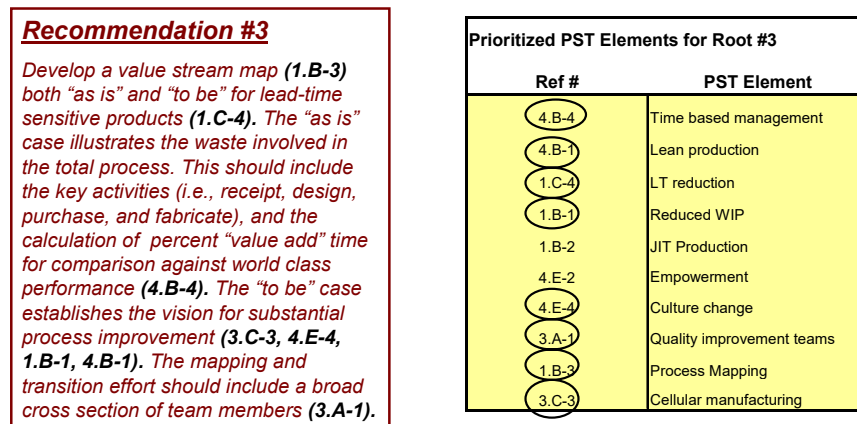 Recommendation #3
Develop a value stream map (1.B-3)
both “as is” and “to be” for lead-time
sensitive products (1.C-4). The “as is”
case illustrates the waste involved in
the total process. This should include
the key activities (i.e., receipt, design,
purchase, and fabricate), and the
calculation of percent “value add” time
for comparison against world class
performance (4.B-4). The “to be” case
establishes the vision for substantial
process improvement (3.C-3, 4.E-4,
1.B-1, 4.B-1). The mapping and
transition effort should include a broad
cross section of team members (3.A-1).
Prioritized PST Elements for Root #3
Ref # PST Element
4.B-4 Time based management
4.B-1 Lean production
1.C-4 LT reduction
1.B-1 Reduced WIP
1.B-2 JIT Production
4.E-2 Empowerment
4.E-4 Culture change
3.A-1 Quality improvement teams
1.B-3 Process Mapping
3.C-3 Cellular manufacturing